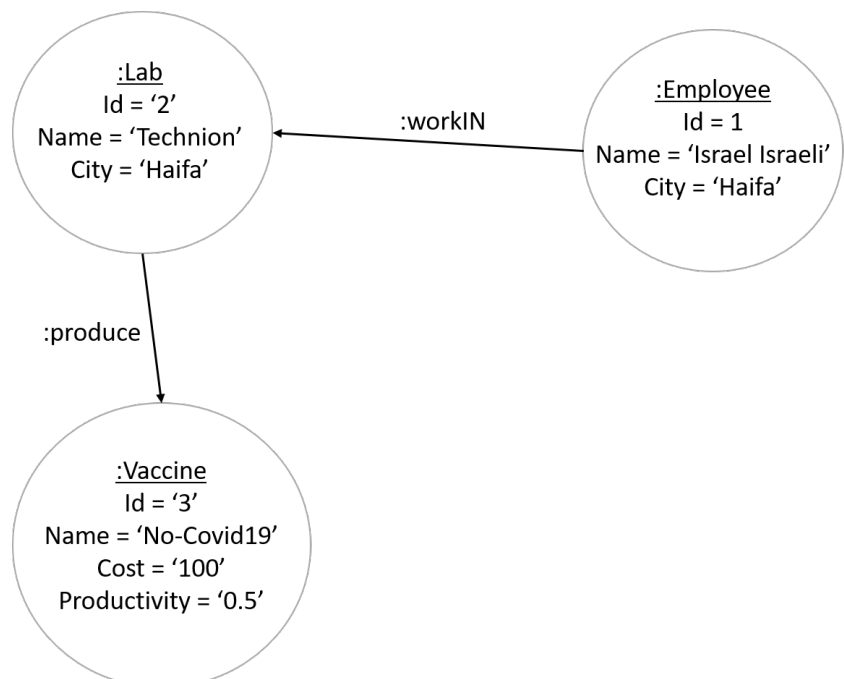 :Lab
Id = ‘2’
Name = ‘Technion’
City = ‘Haifa’
:workIN
:Employee
Id = 1
Name = ‘Israel Israeli’
City = ‘Haifa’
:produce
:Vaccine
Id = ‘3’
Name = ‘No-Covid19’
Cost = ‘100’
Productivity = ‘0.5’